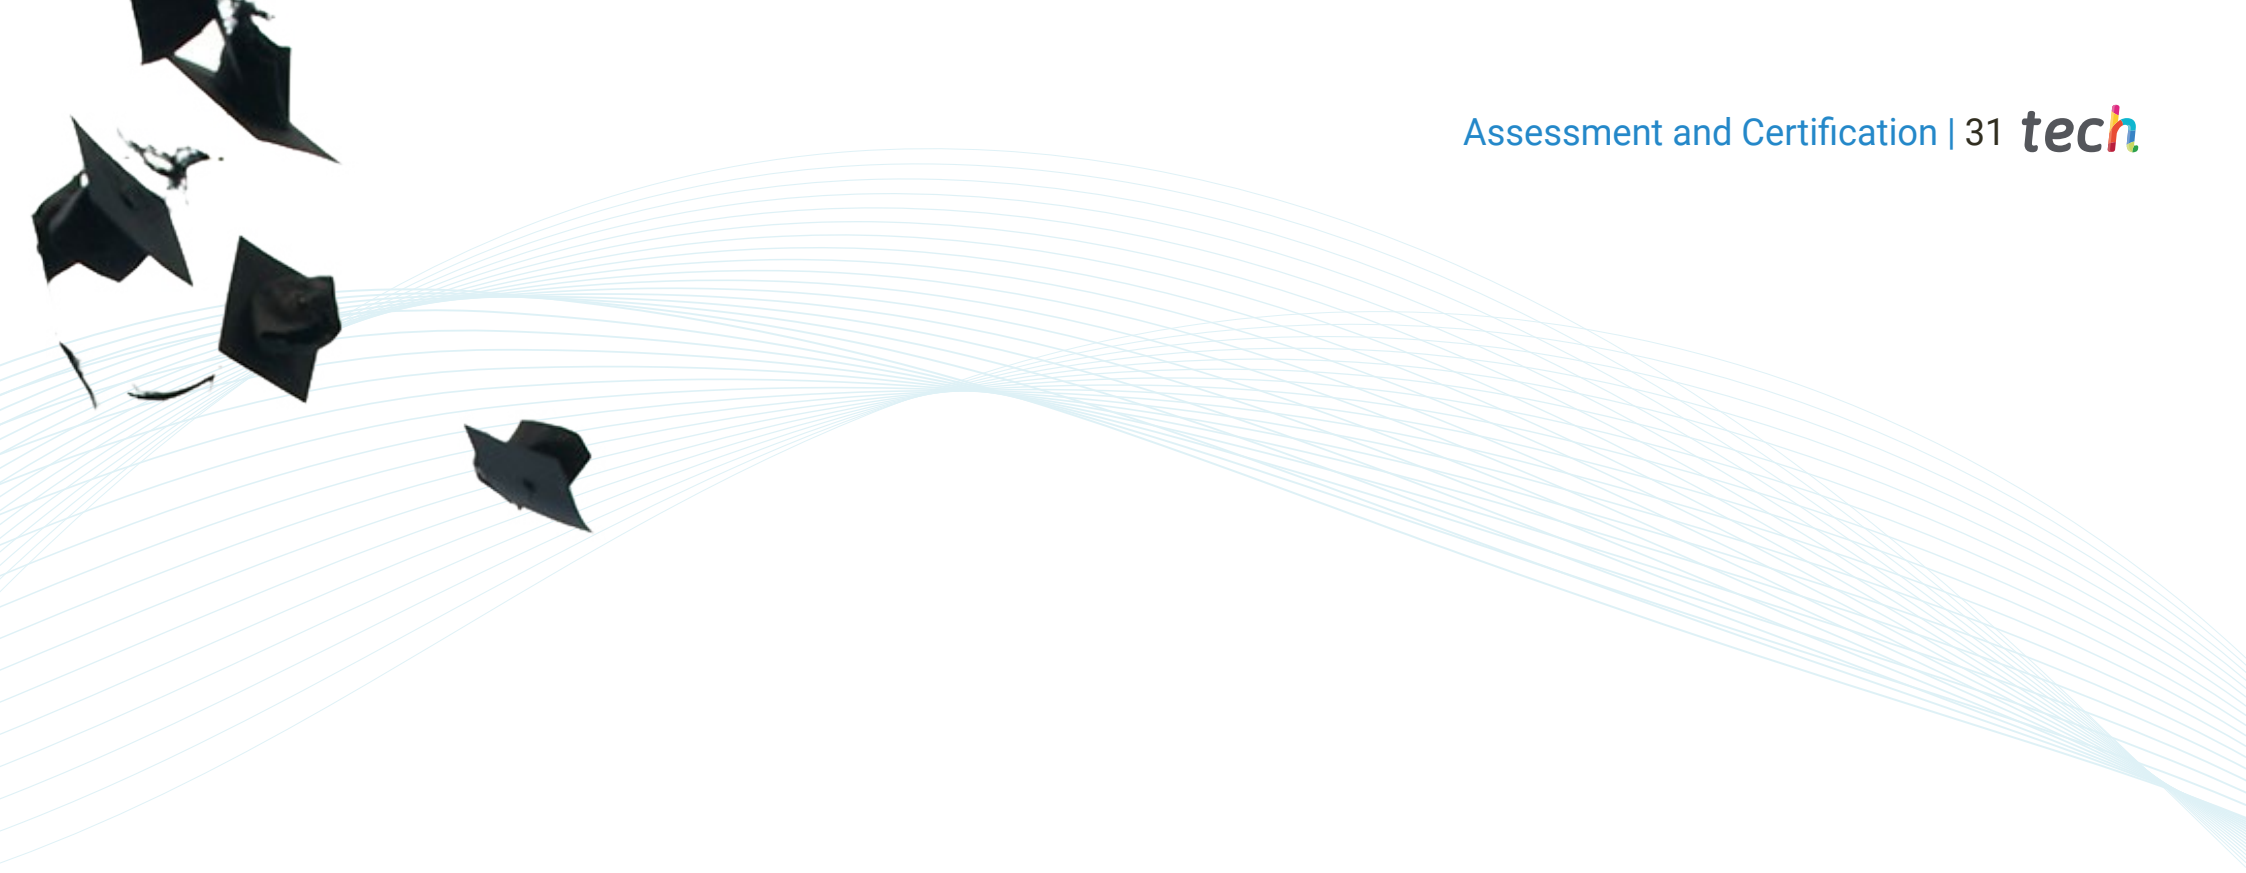 Assessment and Certification | 31 tech